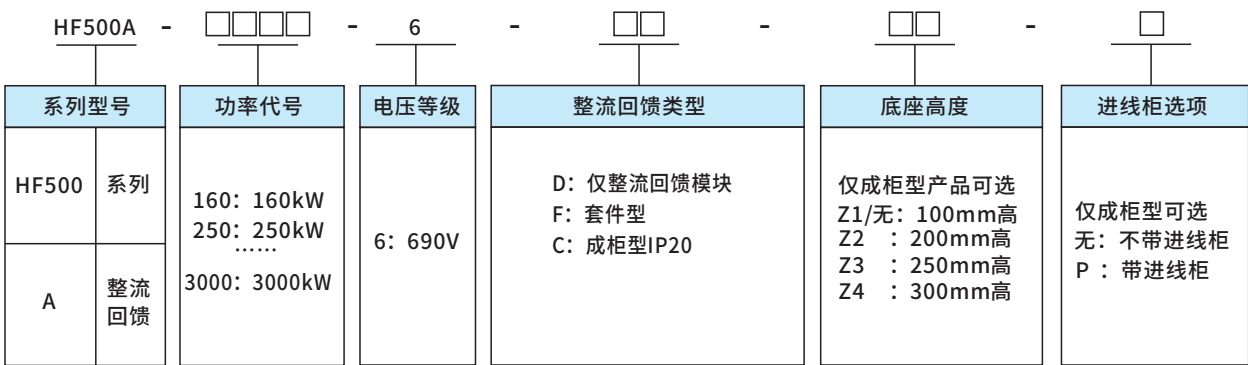 HF500A - □□□□ - 6 - □□ - □□ - □
系列型号 功率代号 电压等级 整流回馈类型 底座高度 进线柜选项
HF500 系列
A 整流
回馈
160：160kW
250：250kW
……
3000：3000kW
6：690V
D：仅整流回馈模块
F：套件型
C：成柜型IP20
仅成柜型产品可选
Z1/无：100mm高
Z2 ：200mm高
Z3 ：250mm高
Z4 ：300mm高
仅成柜型可选
无：不带进线柜
P ：带进线柜